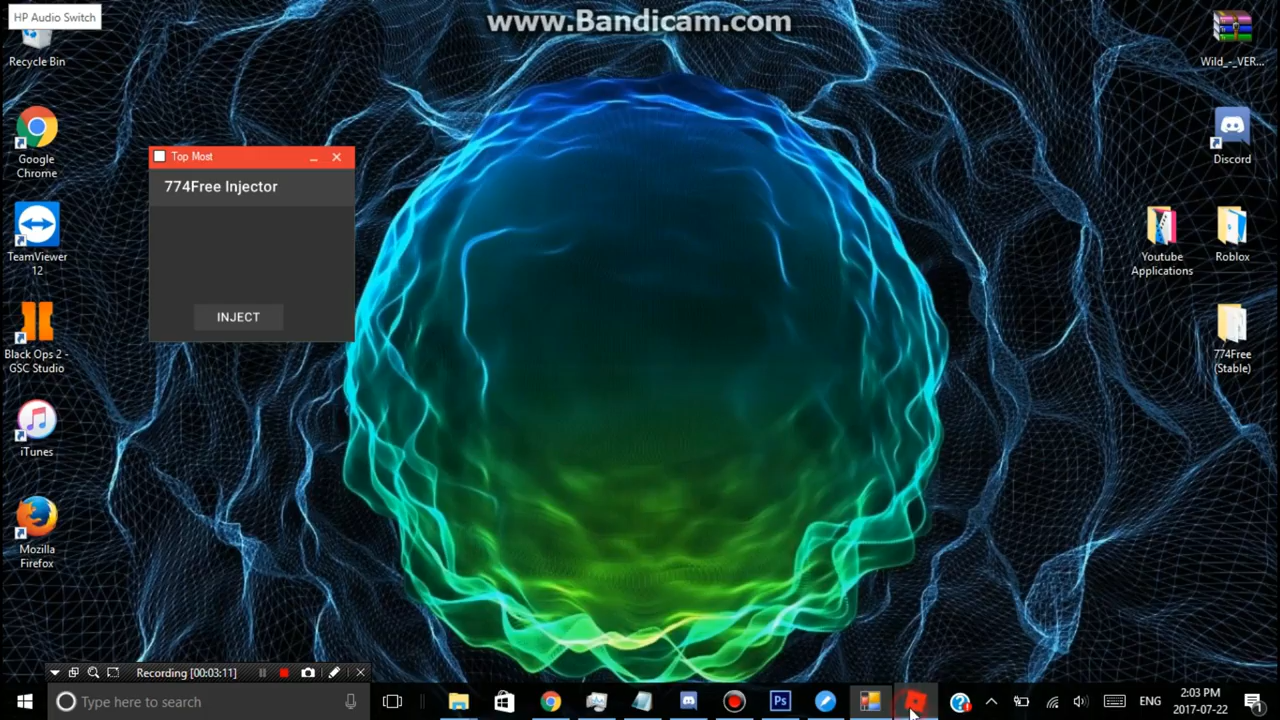 HP Audio Switch
www.Bandicam.com
Recycle Bin
Wild_-_VER...
Google
Chrome
Discord
Top Most
774Free Injector
INJECT
TeamViewer
12
Youtube
Applications
Roblox
Black Ops 2 -
GSC Studio
774Free
(Stable)
iTunes
Mozilla
Firefox
Recording [00:03:11]
Type here to search
Ps
ENG
2:03 PM
2017-07-22
1